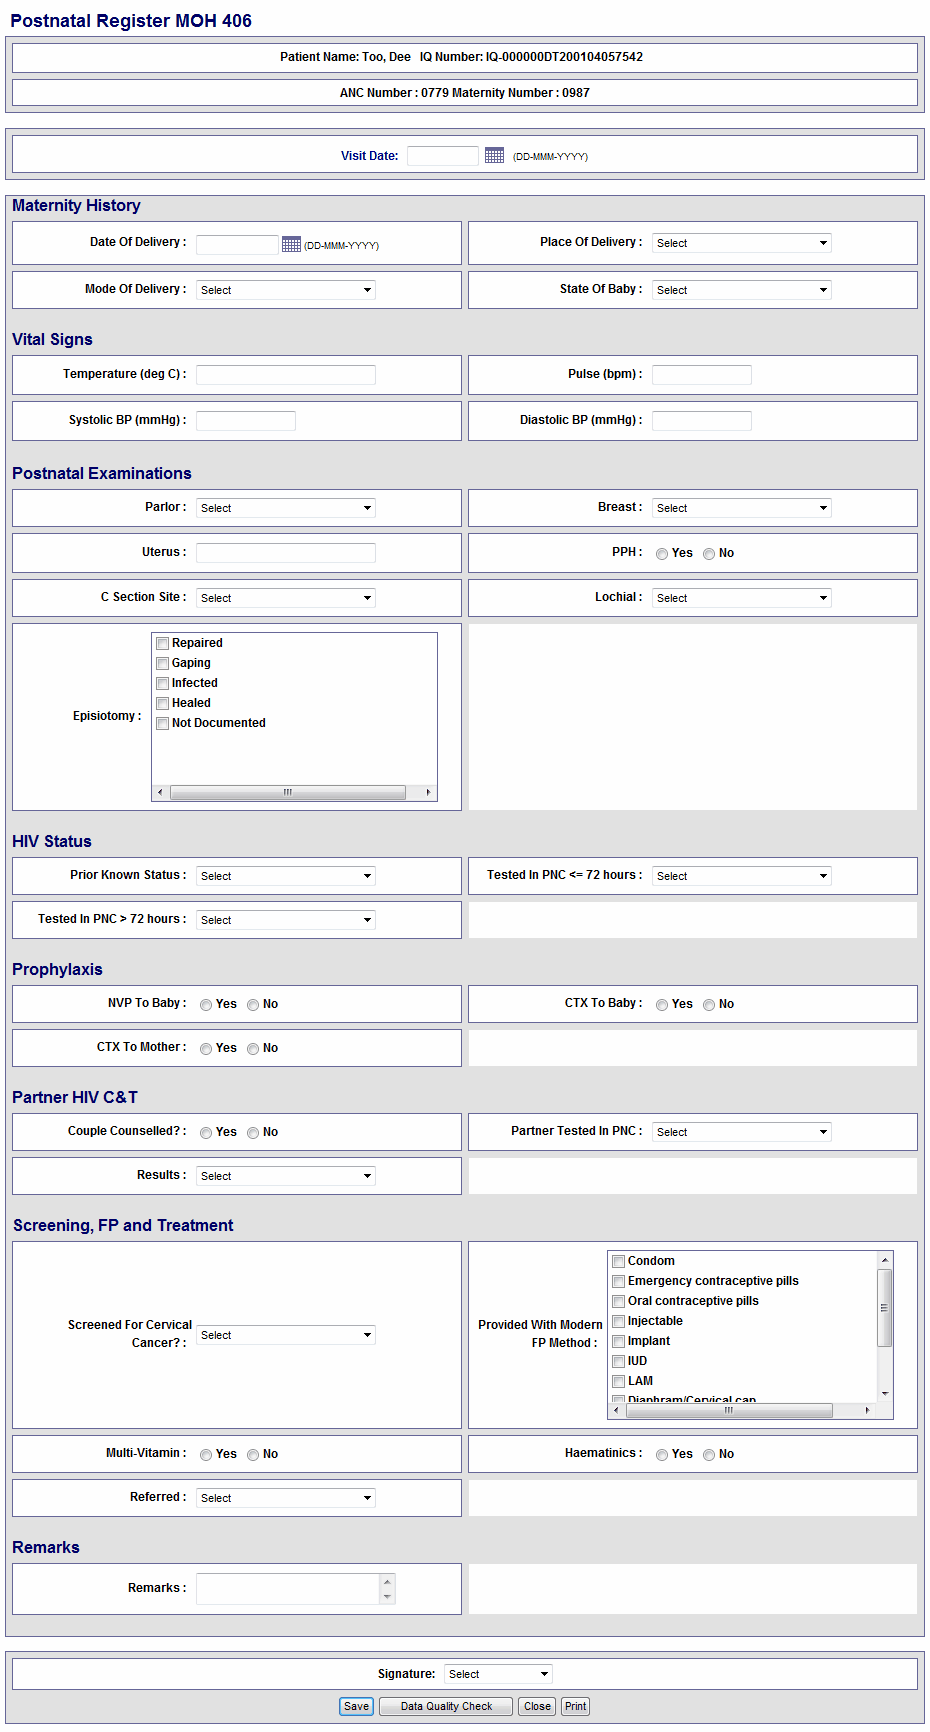 Postnatal Register MOH 406
Patient Name: Too, Dee   IQ Number: IQ-000000DT200104057542
ANC Number : 0779 Maternity Number : 0987
Visit Date: (DD-MMM-YYYY)
Maternity History
Date Of Delivery : (DD-MMM-YYYY) Place Of Delivery : Select
Mode Of Delivery : Select State Of Baby : Select
Vital Signs
Temperature (deg C) : Pulse (bpm) :
Systolic BP (mmHg) : Diastolic BP (mmHg) :
Postnatal Examinations
Parlor : Select Breast : Select
Uterus : PPH : Yes No
C Section Site : Select Lochial : Select
Episiotomy :
Repaired
Gaping
Infected
Healed
Not Documented
HIV Status
Prior Known Status : Select Tested In PNC <= 72 hours : Select
Tested In PNC > 72 hours : Select
Prophylaxis
NVP To Baby : Yes No CTX To Baby : Yes No
CTX To Mother : Yes No
Partner HIV C&T
Couple Counselled? : Yes No Partner Tested In PNC : Select
Results : Select
Screening, FP and Treatment
Screened For Cervical
Cancer? : Select
Provided With Modern
FP Method :
Condom
Emergency contraceptive pills
Oral contraceptive pills
Injectable
Implant
IUD
LAM
Diaphram/Cervical cap
Multi-Vitamin : Yes No Haematinics : Yes No
Referred : Select
Remarks
Remarks :
Signature: Select
Save Data Quality Check Close Print